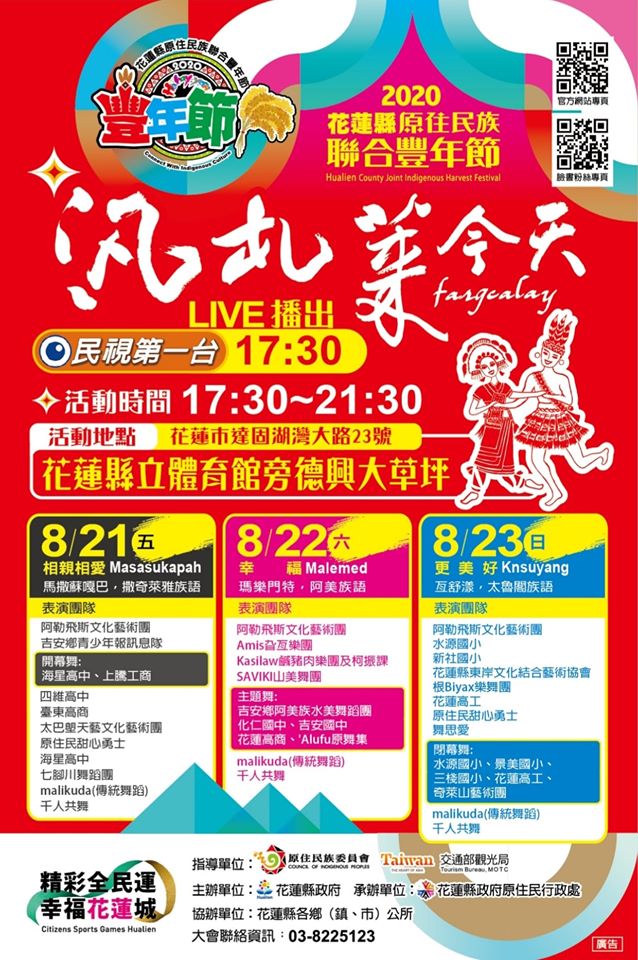 花蓮縣原住民族聯合豐年節
2020
豐年節
Connect With Indigenous Culture
2020
花蓮縣原住民族
聯合豐年節
Hualien County Joint Indigenous Harvest Festival
官方網站專頁
臉書粉絲專頁
汎札萊今天
fargcalay
LIVE 播出
民視第一台 17:30
活動時間 17:30~21:30
活動地點 花蓮市達固湖灣大路23號
花蓮縣立體育館旁德興大草坪
8/21五
相親相愛 Masasukapah
馬撒蘇嘎巴，撒奇萊雅族語
表演團隊
阿勒飛斯文化藝術團
吉安鄉青少年報訊息隊
開幕舞:
海星高中、上騰工商
四維高中
臺東高商
太巴塱天藝文化藝術團
原住民甜心勇士
海星高中
七腳川舞蹈團
malikuda(傳統舞蹈)
千人共舞
8/22六
幸 福 Malemed
瑪樂門特，阿美族語
表演團隊
阿勒飛斯文化藝術團
Amis旮亙樂團
Kasilaw鹹豬肉樂團及柯振課
SAVIKI山美舞團
主題舞:
吉安鄉阿美族水美舞蹈團
化仁國中、吉安國中
花蓮高商、'Alufu原舞集
malikuda(傳統舞蹈)
千人共舞
8/23日
更美好 Knsuyang
亙舒漾，太魯閣族語
表演團隊
阿勒飛斯文化藝術團
水源國小
新社國小
花蓮縣東岸文化結合藝術協會
根Biyax樂舞團
花蓮高工
原住民甜心勇士
舞思愛
閉幕舞:
水源國小、景美國小、
三棧國小、花蓮高工、
奇萊山藝術團
malikuda(傳統舞蹈)
千人共舞
精彩全民運
幸福花蓮城
Citizens Sports Games Hualien
指導單位：原住民族委員會 COUNCIL OF INDIGENOUS PEOPLES Taiwan THE HEART OF ASIA 交通部觀光局 Tourism Bureau, MOTC
主辦單位：花蓮縣政府 承辦單位：花蓮縣政府原住民行政處
協辦單位：花蓮縣各鄉（鎮、市）公所
大會聯絡資訊：03-8225123
廣告